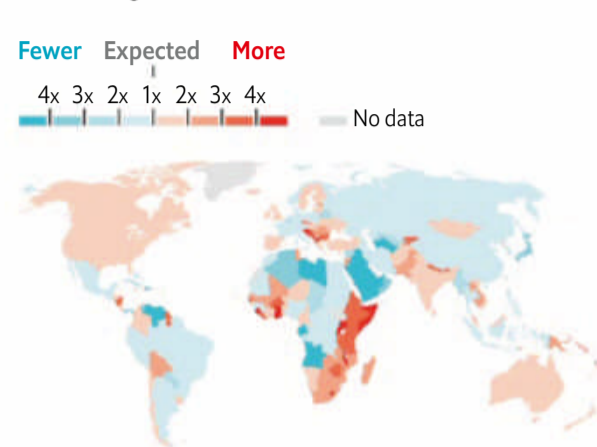 Fewer Expected More
4x 3x 2x 1x 2x 3x 4x
No data